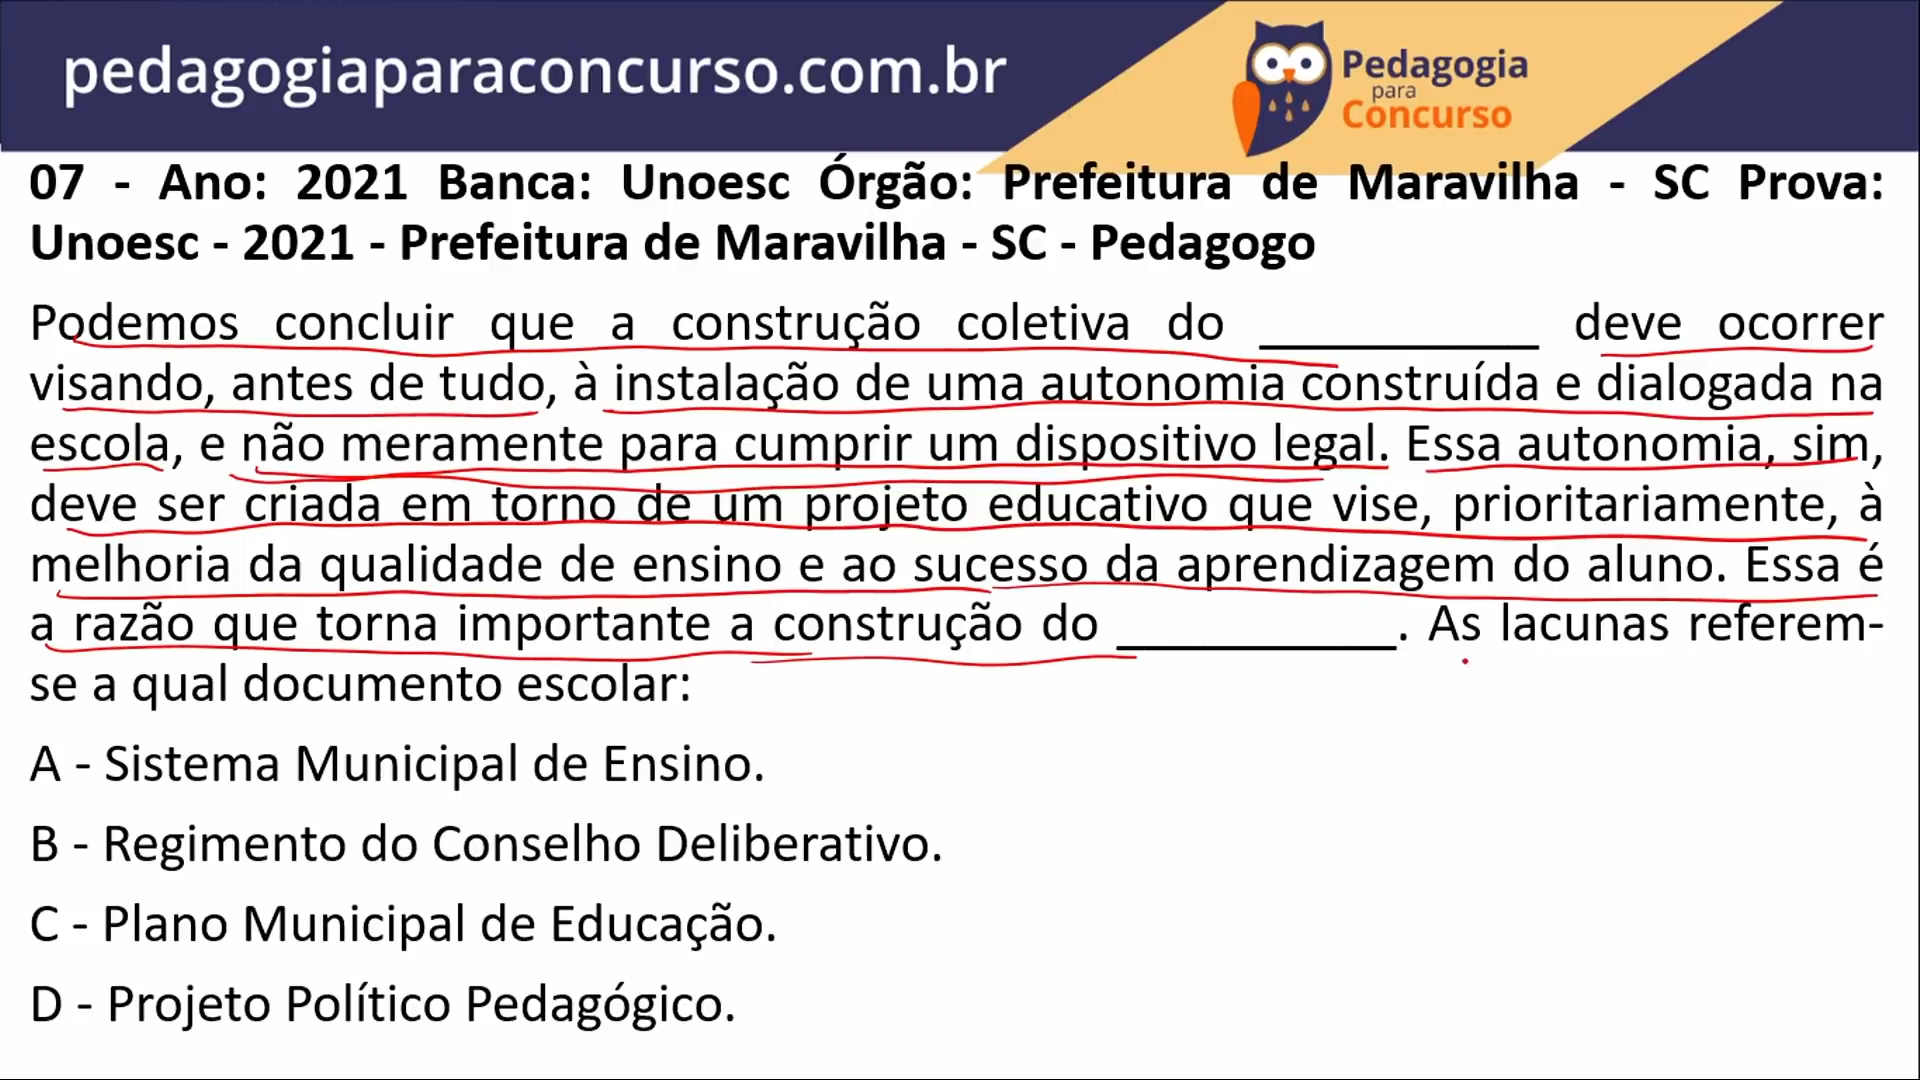 pedagogiaparaconcurso.com.br
Pedagogia
para
Concurso
07 - Ano: 2021 Banca: Unoesc Órgão: Prefeitura de Maravilha - SC Prova:
Unoesc - 2021 - Prefeitura de Maravilha - SC - Pedagogo
Podemos concluir que a construção coletiva do ___________ deve ocorrer
visando, antes de tudo, à instalação de uma autonomia construída e dialogada na
escola, e não meramente para cumprir um dispositivo legal. Essa autonomia, sim,
deve ser criada em torno de um projeto educativo que vise, prioritariamente, à
melhoria da qualidade de ensino e ao sucesso da aprendizagem do aluno. Essa é
a razão que torna importante a construção do ___________. As lacunas referem-
se a qual documento escolar:
A - Sistema Municipal de Ensino.
B - Regimento do Conselho Deliberativo.
C - Plano Municipal de Educação.
D - Projeto Político Pedagógico.